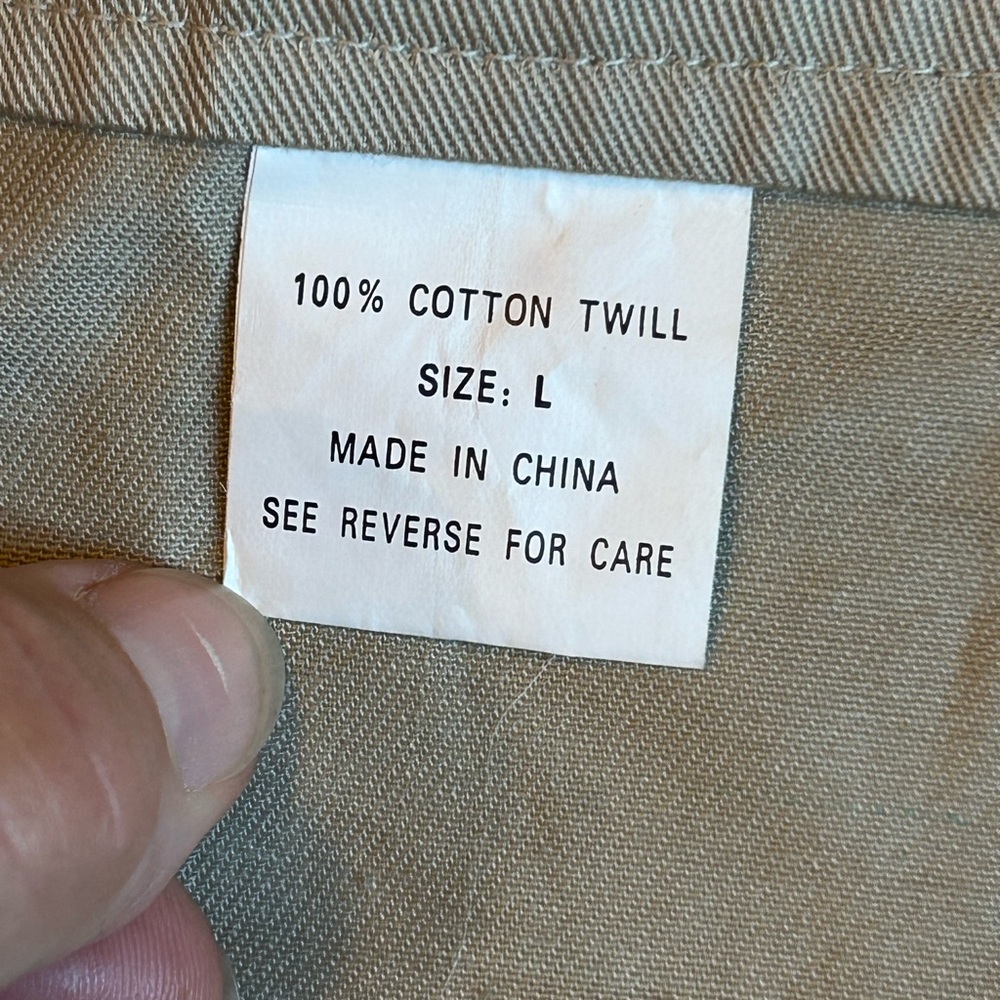 100% COTTON TWILL
SIZE: L
MADE IN CHINA
SEE REVERSE FOR CARE